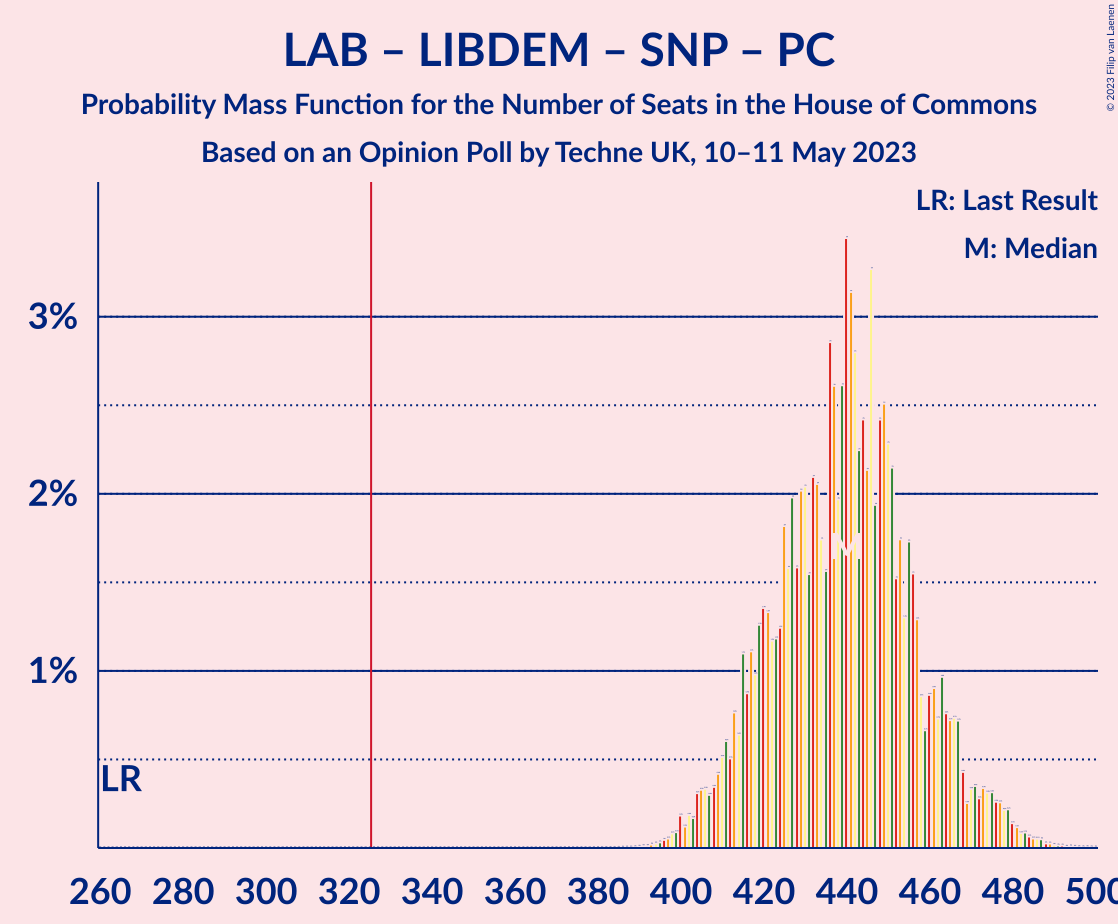 LAB – LIBDEM – SNP – PC
Probability Mass Function for the Number of Seats in the House of Commons
Based on an Opinion Poll by Techne UK, 10–11 May 2023
© 2023 Filip van Laenen
LR: Last Result
M: Median
3%
2%
1%
LR
M
260 280 300 320 340 360 380 400 420 440 460 480 500